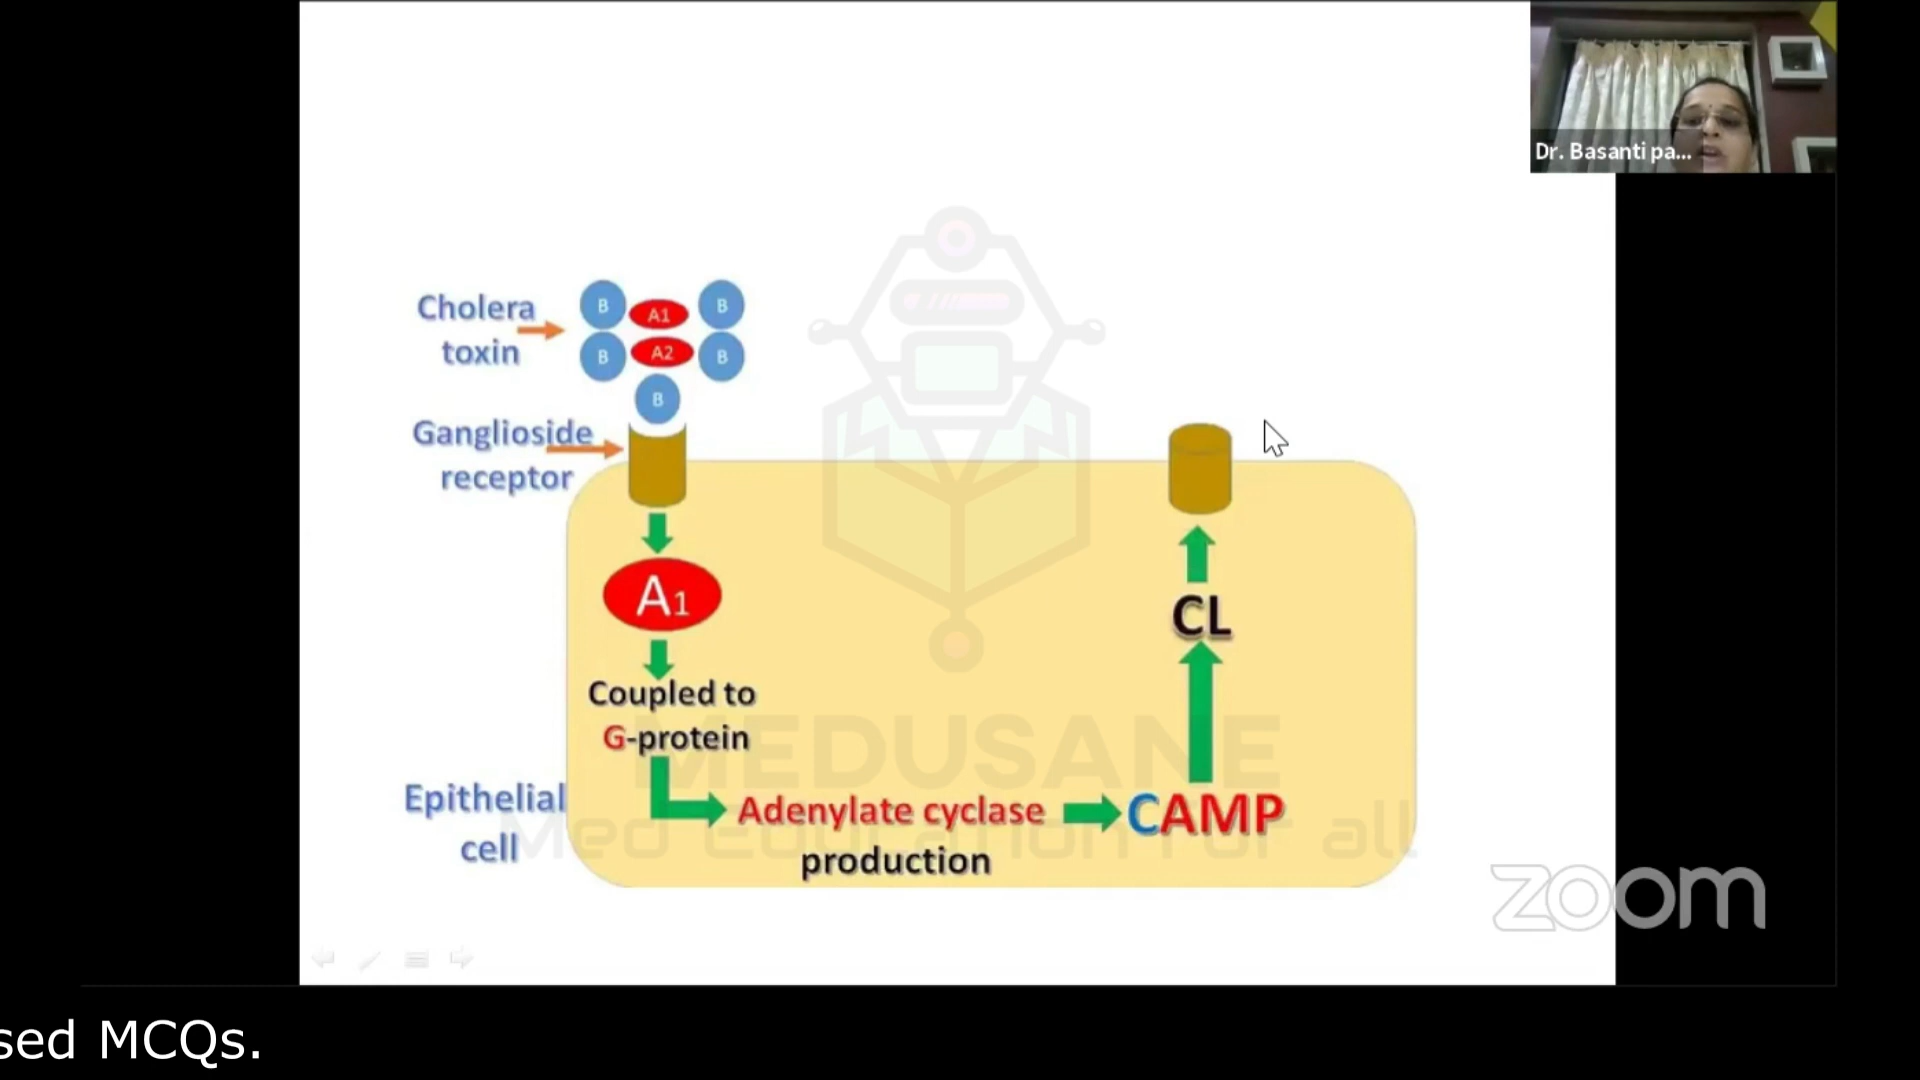 Dr. Basanti pa...
Cholera
toxin
B
A1
B
B
A2
B
B
Ganglioside
receptor
A1
CL
Coupled to
G-protein
MEDUSANE
Epithelial
cell
Adenylate cyclase
production
CAMP
Med Education for all
zoom
sed MCQs.